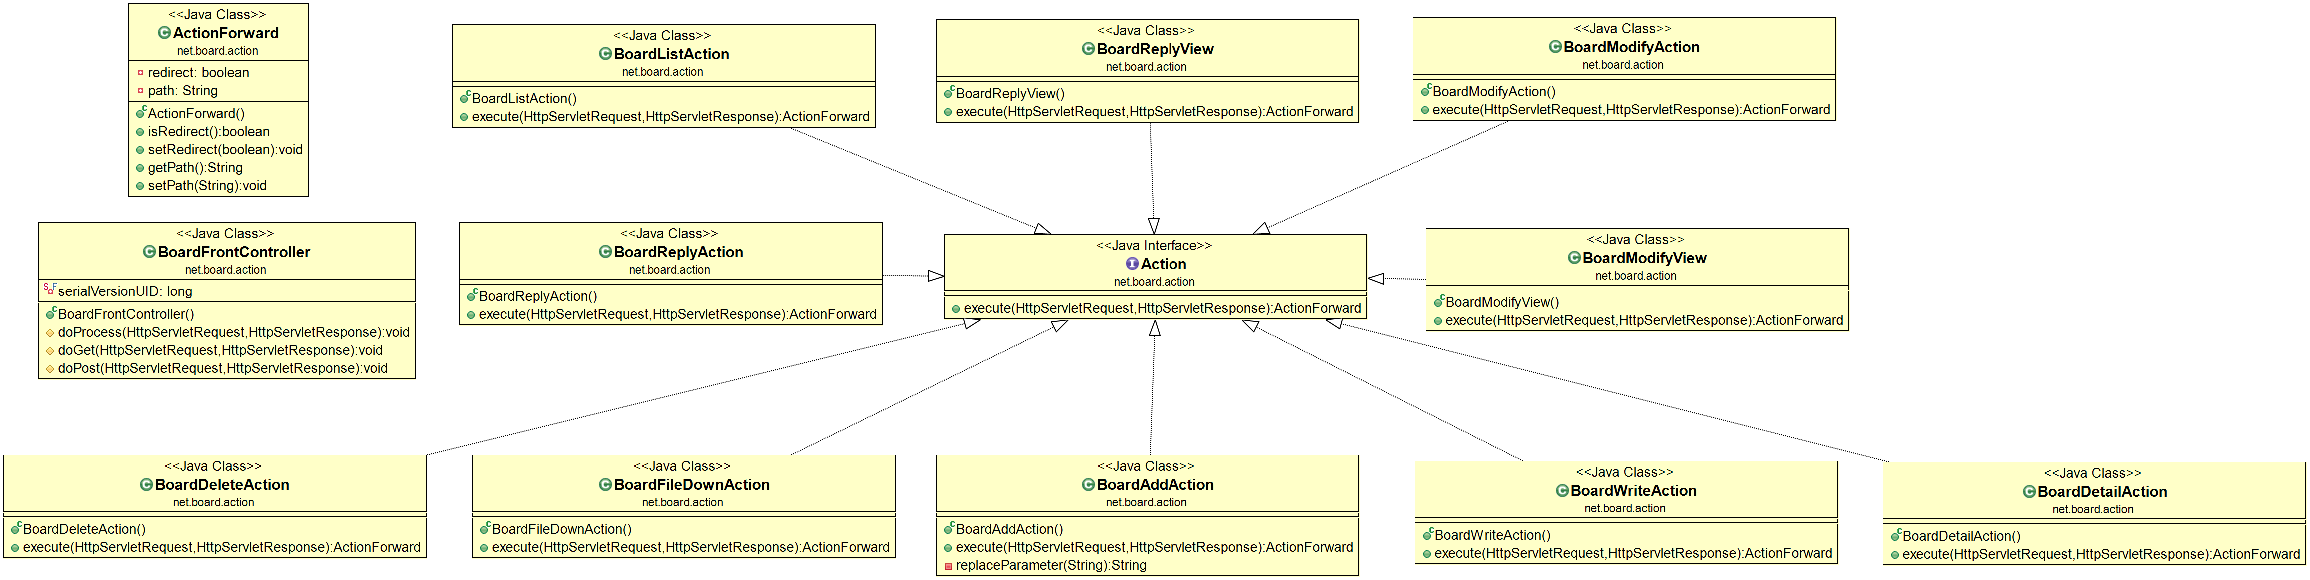 <<Java Class>>
ActionForward
net.board.action
redirect: boolean
path: String
ActionForward()
isRedirect():boolean
setRedirect(boolean):void
getPath():String
setPath(String):void
<<Java Class>>
BoardListAction
net.board.action
BoardListAction()
execute(HttpServletRequest,HttpServletResponse):ActionForward
<<Java Class>>
BoardReplyView
net.board.action
BoardReplyView()
execute(HttpServletRequest,HttpServletResponse):ActionForward
<<Java Class>>
BoardModifyAction
net.board.action
BoardModifyAction()
execute(HttpServletRequest,HttpServletResponse):ActionForward
<<Java Class>>
BoardFrontController
net.board.action
serialVersionUID: long
BoardFrontController()
doProcess(HttpServletRequest,HttpServletResponse):void
doGet(HttpServletRequest,HttpServletResponse):void
doPost(HttpServletRequest,HttpServletResponse):void
<<Java Class>>
BoardReplyAction
net.board.action
BoardReplyAction()
execute(HttpServletRequest,HttpServletResponse):ActionForward
<<Java Interface>>
Action
net.board.action
execute(HttpServletRequest,HttpServletResponse):ActionForward
<<Java Class>>
BoardModifyView
net.board.action
BoardModifyView()
execute(HttpServletRequest,HttpServletResponse):ActionForward
<<Java Class>>
BoardDeleteAction
net.board.action
BoardDeleteAction()
execute(HttpServletRequest,HttpServletResponse):ActionForward
<<Java Class>>
BoardFileDownAction
net.board.action
BoardFileDownAction()
execute(HttpServletRequest,HttpServletResponse):ActionForward
<<Java Class>>
BoardAddAction
net.board.action
BoardAddAction()
execute(HttpServletRequest,HttpServletResponse):ActionForward
replaceParameter(String):String
<<Java Class>>
BoardWriteAction
net.board.action
BoardWriteAction()
execute(HttpServletRequest,HttpServletResponse):ActionForward
<<Java Class>>
BoardDetailAction
net.board.action
BoardDetailAction()
execute(HttpServletRequest,HttpServletResponse):ActionForward